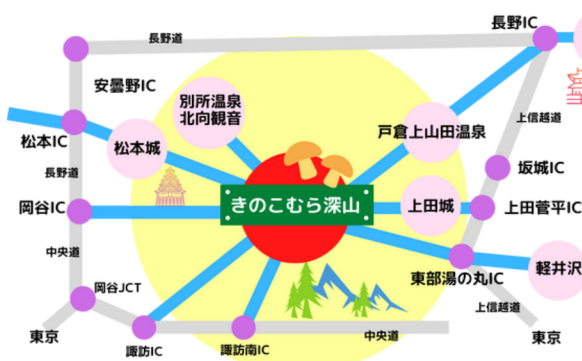 長野IC
長野道
安曇野IC
別所温泉
北向観音
戸倉上山田温泉
上信越道
松本IC
松本城
坂城IC
長野道
きのこむら深山
上田城
上田菅平IC
岡谷IC
中央道
東部湯の丸IC
軽井沢
岡谷JCT
上信越道
東京
諏訪IC
諏訪南IC
中央道
東京